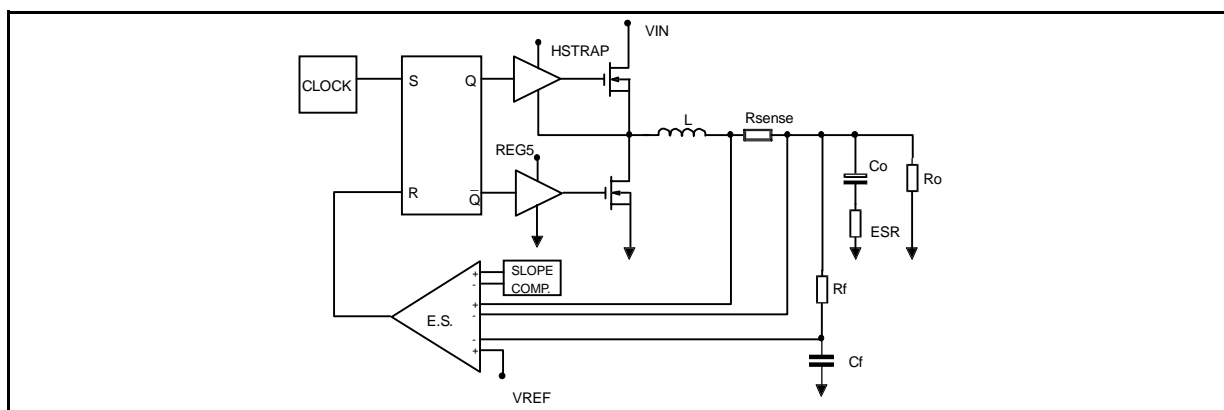 VIN
HSTRAP
CLOCK
S
Q
L
Rsense
REG5
Co
Ro
R
Q̅
ESR
+
-
SLOPE
COMP.
+
-
E.S.
-
+
Rf
VREF
Cf